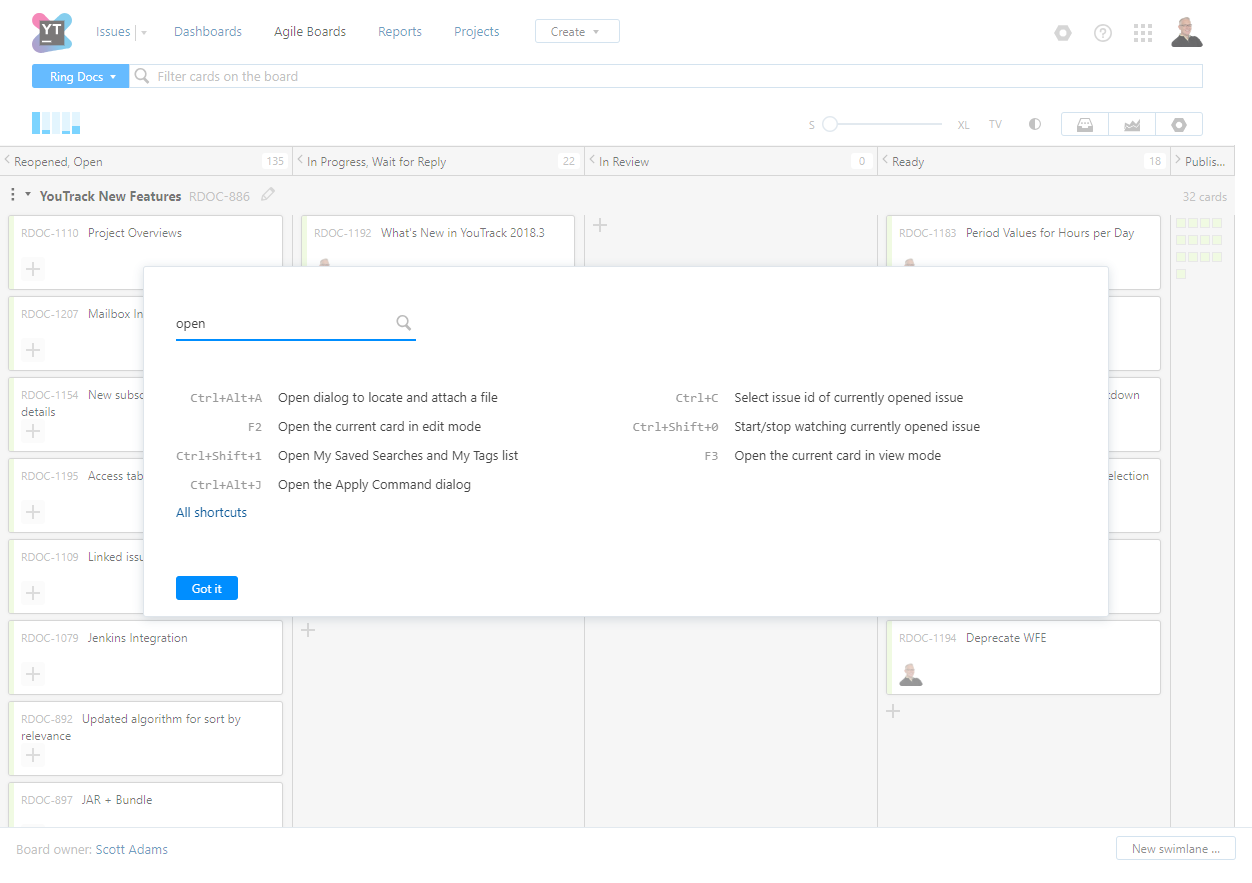 YT
Issues Dashboards Agile Boards Reports Projects Create
Ring Docs Filter cards on the board
S XL TV
Reopened, Open 135 In Progress, Wait for Reply 22 In Review 0 Ready 18 Publis...
YouTrack New Features RDOC-886 32 cards
RDOC-1110 Project Overviews
RDOC-1192 What's New in YouTrack 2018.3
RDOC-1183 Period Values for Hours per Day
RDOC-1207 Mailbox In
RDOC-1154 New subsc
details
down
RDOC-1195 Access tab
election
RDOC-1109 Linked issu
open
Ctrl+Alt+A Open dialog to locate and attach a file
F2 Open the current card in edit mode
Ctrl+Shift+1 Open My Saved Searches and My Tags list
Ctrl+Alt+J Open the Apply Command dialog
Ctrl+C Select issue id of currently opened issue
Ctrl+Shift+0 Start/stop watching currently opened issue
F3 Open the current card in view mode
All shortcuts
Got it
RDOC-1079 Jenkins Integration
RDOC-1194 Deprecate WFE
RDOC-892 Updated algorithm for sort by
relevance
RDOC-897 JAR + Bundle
Board owner: Scott Adams
New swimlane ...